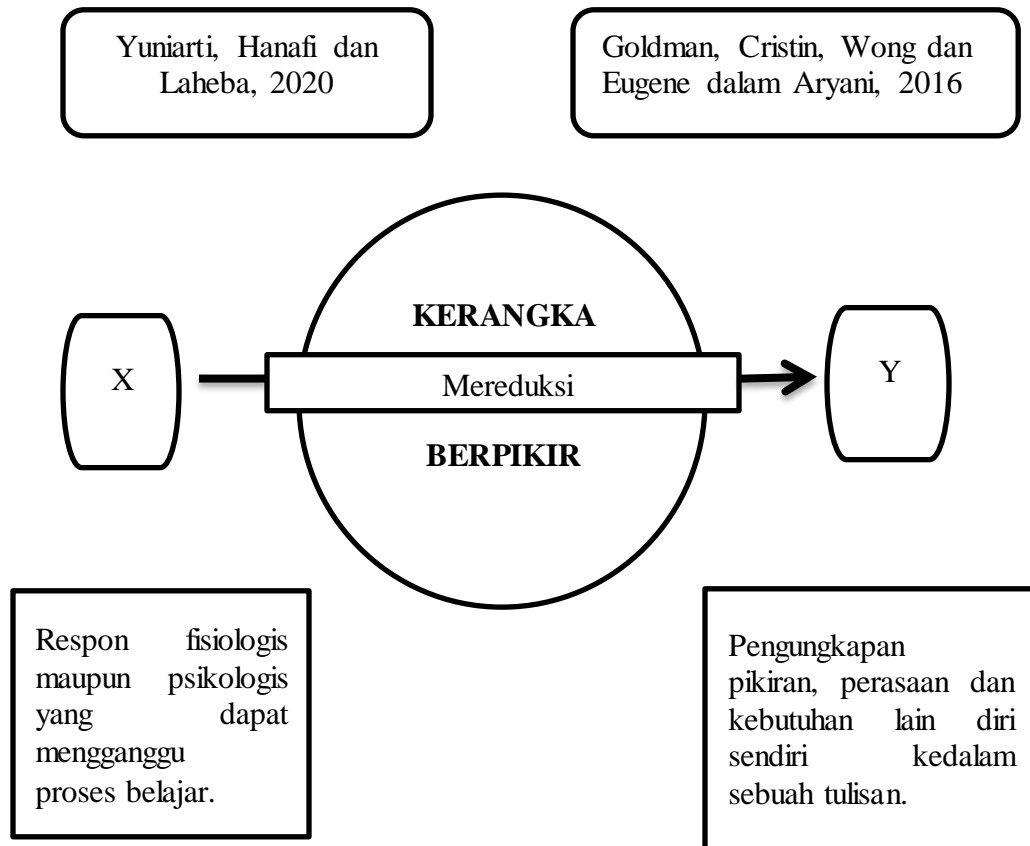 Yuniarti, Hanafi dan
Laheba, 2020
Goldman, Cristin, Wong dan
Eugene dalam Aryani, 2016
KERANGKA
X
Mereduksi
Y
BERPIKIR
Respon fisiologis
maupun psikologis
yang dapat
mengganggu
proses belajar.
Pengungkapan
pikiran, perasaan dan
kebutuhan lain diri
sendiri kedalam
sebuah tulisan.